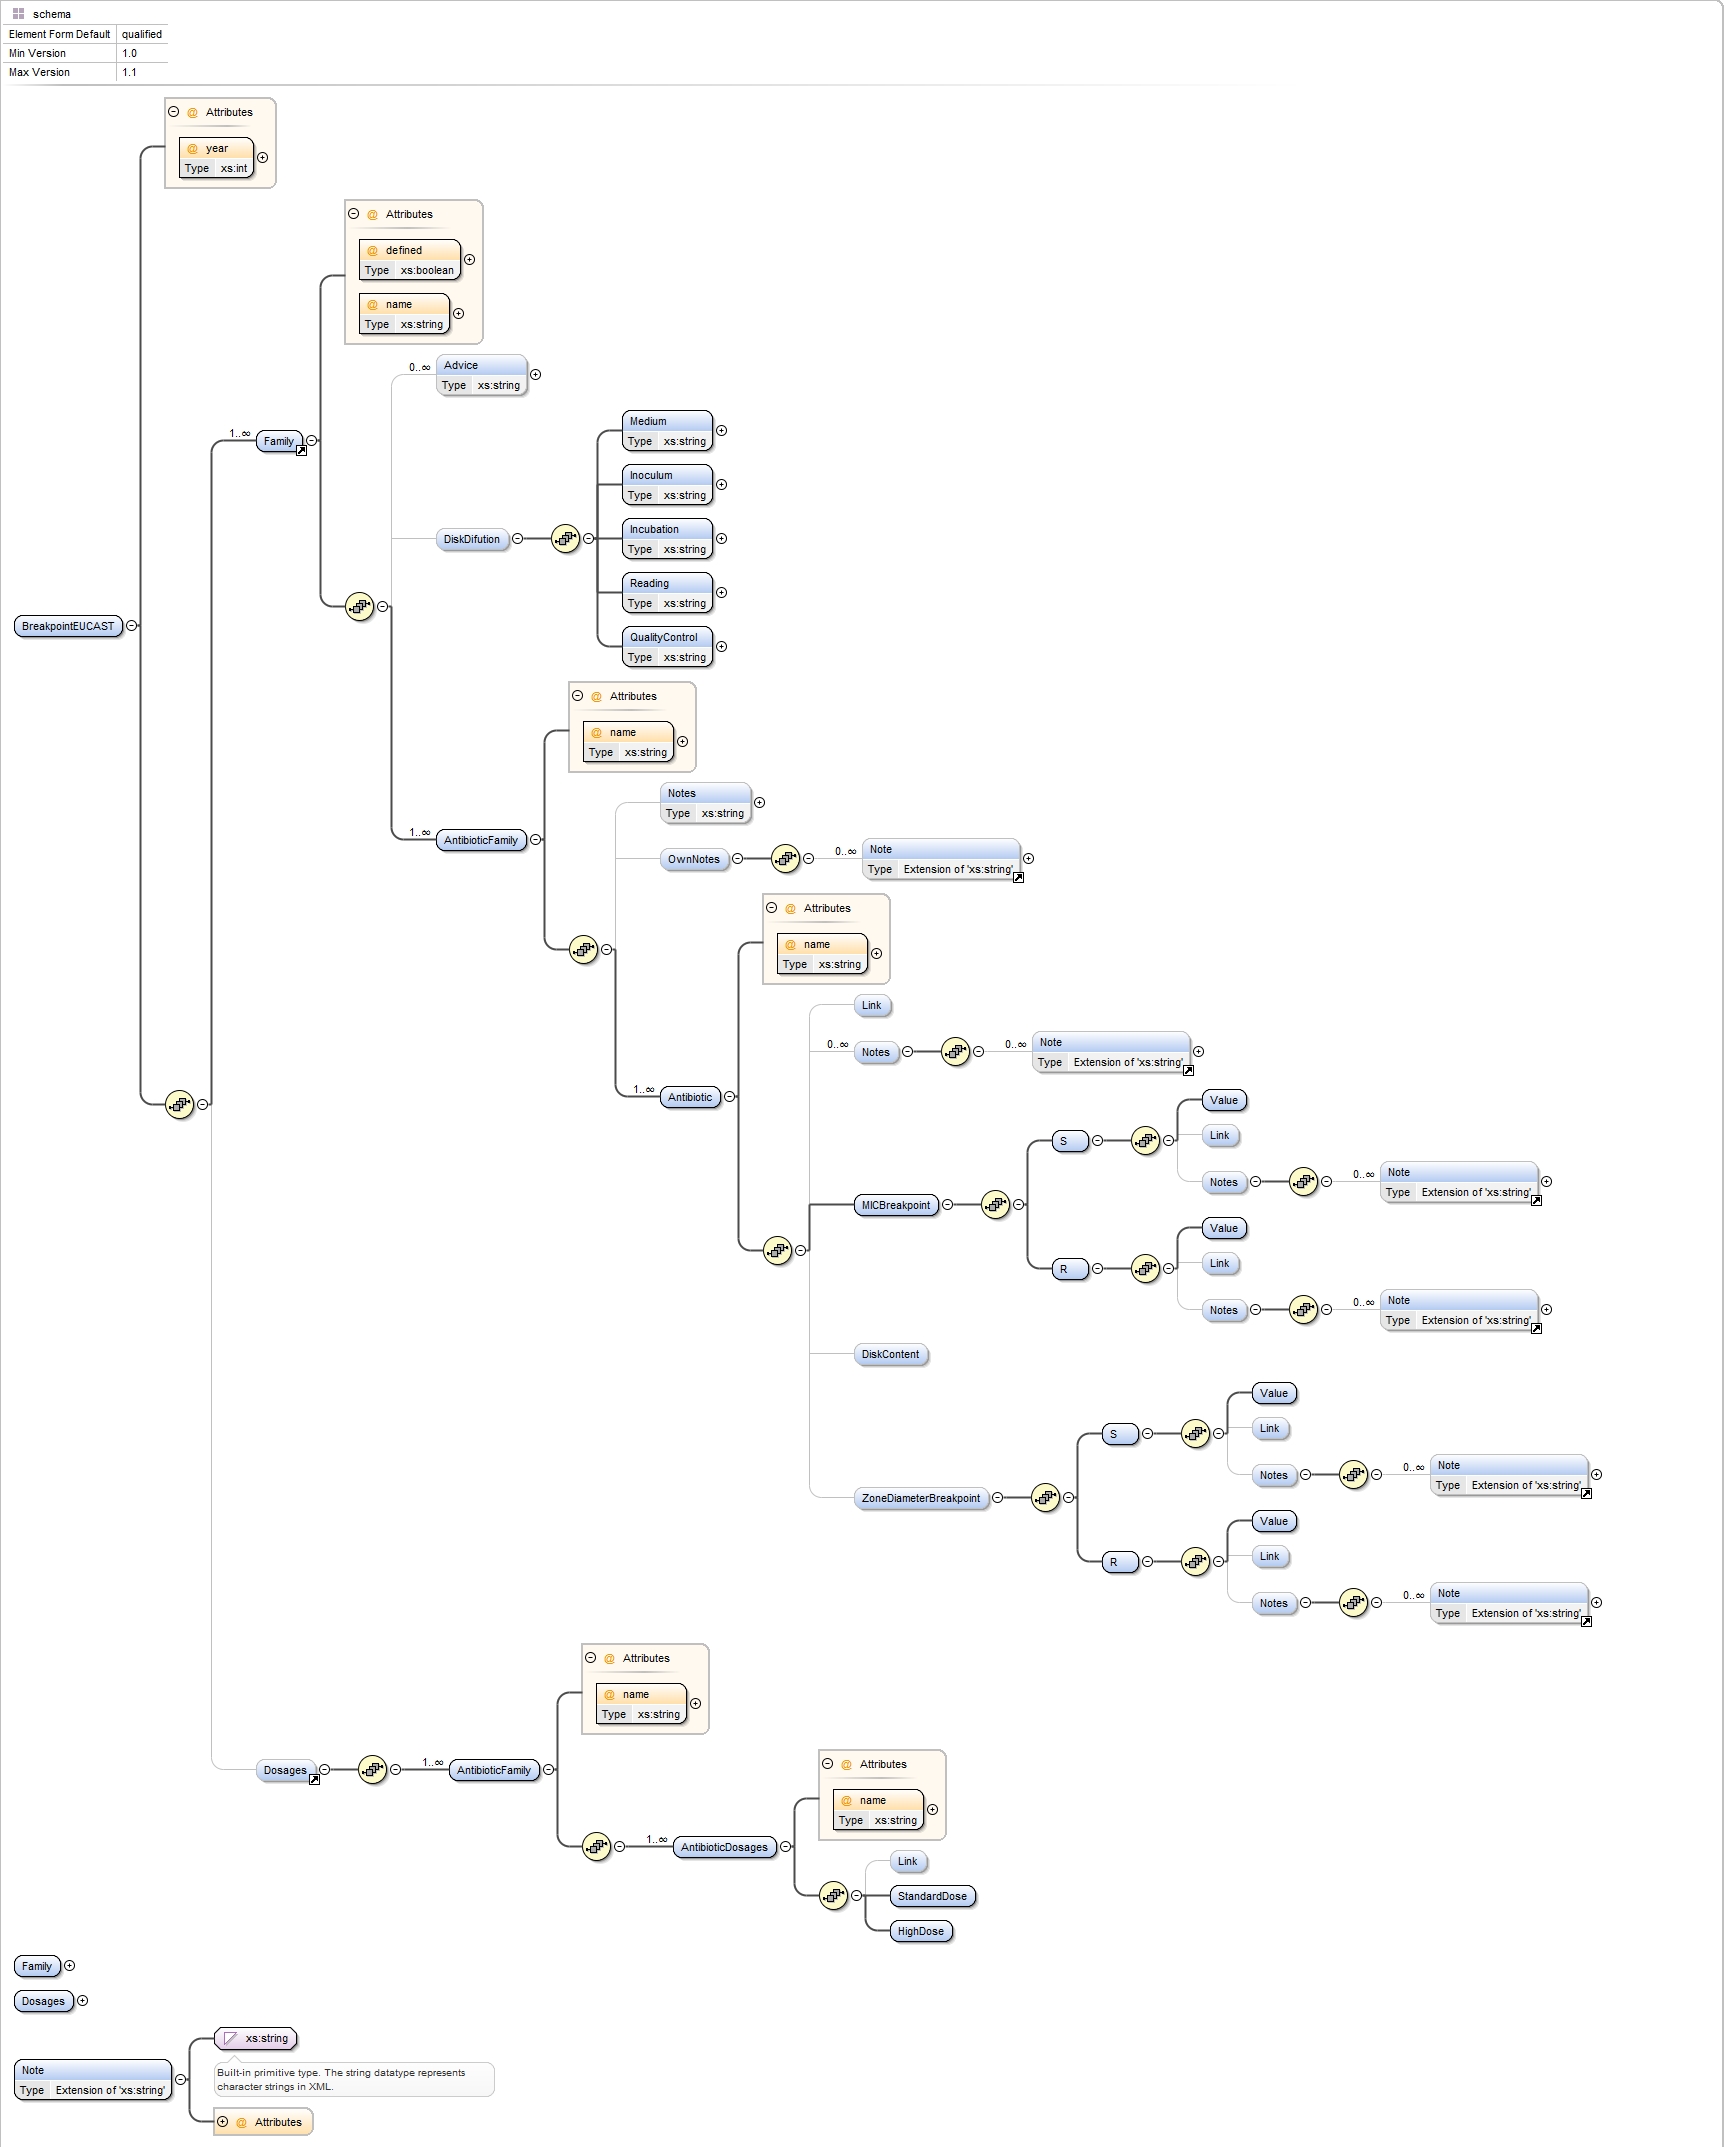 schema
Element Form Default qualified
Min Version 1.0
Max Version 1.1
@ Attributes
@ year
Type xs:int
@ Attributes
@ defined
Type xs:boolean
@ name
Type xs:string
0..∞ Advice
Type xs:string
Medium
Type xs:string
1..∞ Family
Inoculum
Type xs:string
Incubation
Type xs:string
DiskDifution
Reading
Type xs:string
BreakpointEUCAST
QualityControl
Type xs:string
@ Attributes
@ name
Type xs:string
Notes
Type xs:string
1..∞ AntibioticFamily
OwnNotes 0..∞ Note
Type Extension of 'xs:string'
@ Attributes
@ name
Type xs:string
Link
0..∞ Notes 0..∞ Note
Type Extension of 'xs:string'
1..∞ Antibiotic
Value
S
Link
Notes 0..∞ Note
Type Extension of 'xs:string'
MICBreakpoint
Value
R
Link
Notes 0..∞ Note
Type Extension of 'xs:string'
DiskContent
Value
S
Link
Notes 0..∞ Note
Type Extension of 'xs:string'
ZoneDiameterBreakpoint
Value
R
Link
Notes 0..∞ Note
Type Extension of 'xs:string'
@ Attributes
@ name
Type xs:string
Dosages 1..∞ AntibioticFamily
@ Attributes
@ name
Type xs:string
1..∞ AntibioticDosages
Link
StandardDose
HighDose
Family
Dosages
xs:string
Note
Type Extension of 'xs:string'
Built-in primitive type. The string datatype represents
character strings in XML.
@ Attributes